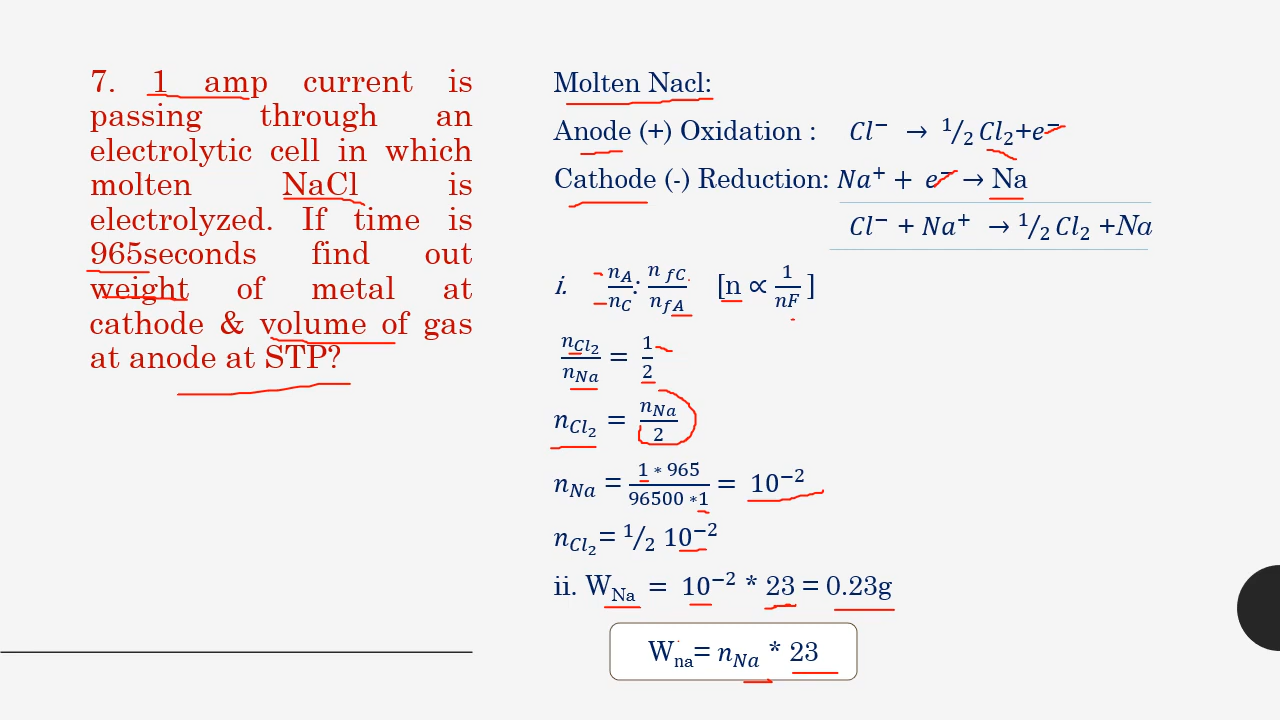 7. 1 amp current is
passing through an
electrolytic cell in which
molten NaCl is
electrolyzed. If time is
965seconds find out
weight of metal at
cathode & volume of gas
at anode at STP?
Molten Nacl:
Anode (+) Oxidation : Cl⁻ → ¹/₂ Cl₂+e⁻
Cathode (-) Reduction: Na⁺ + e⁻ → Na
Cl⁻ + Na⁺ → ¹/₂ Cl₂ +Na
i. n_A/n_C : n_fC/n_fA [n ∝ 1/nF ]
n_Cl₂/n_Na = 1/2
n_Cl₂ = n_Na/2
n_Na = 1 * 965/96500 *1 = 10⁻²
n_Cl₂= ¹/₂ 10⁻²
ii. W_Na = 10⁻² * 23 = 0.23g
W_na= n_Na * 23